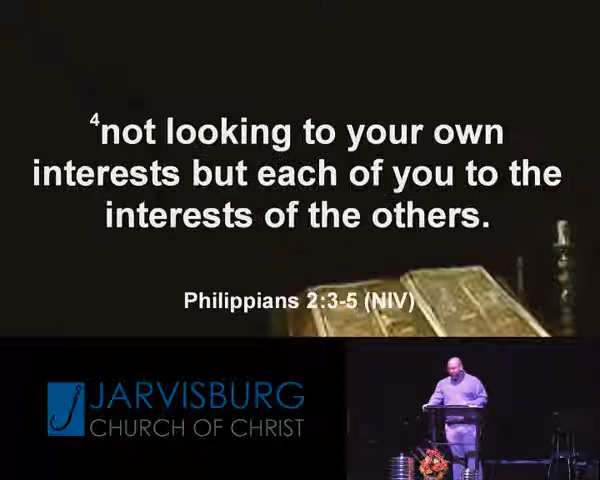 4not looking to your own
interests but each of you to the
interests of the others.
Philippians 2:3-5 (NIV)
JARVISBURG
CHURCH OF CHRIST